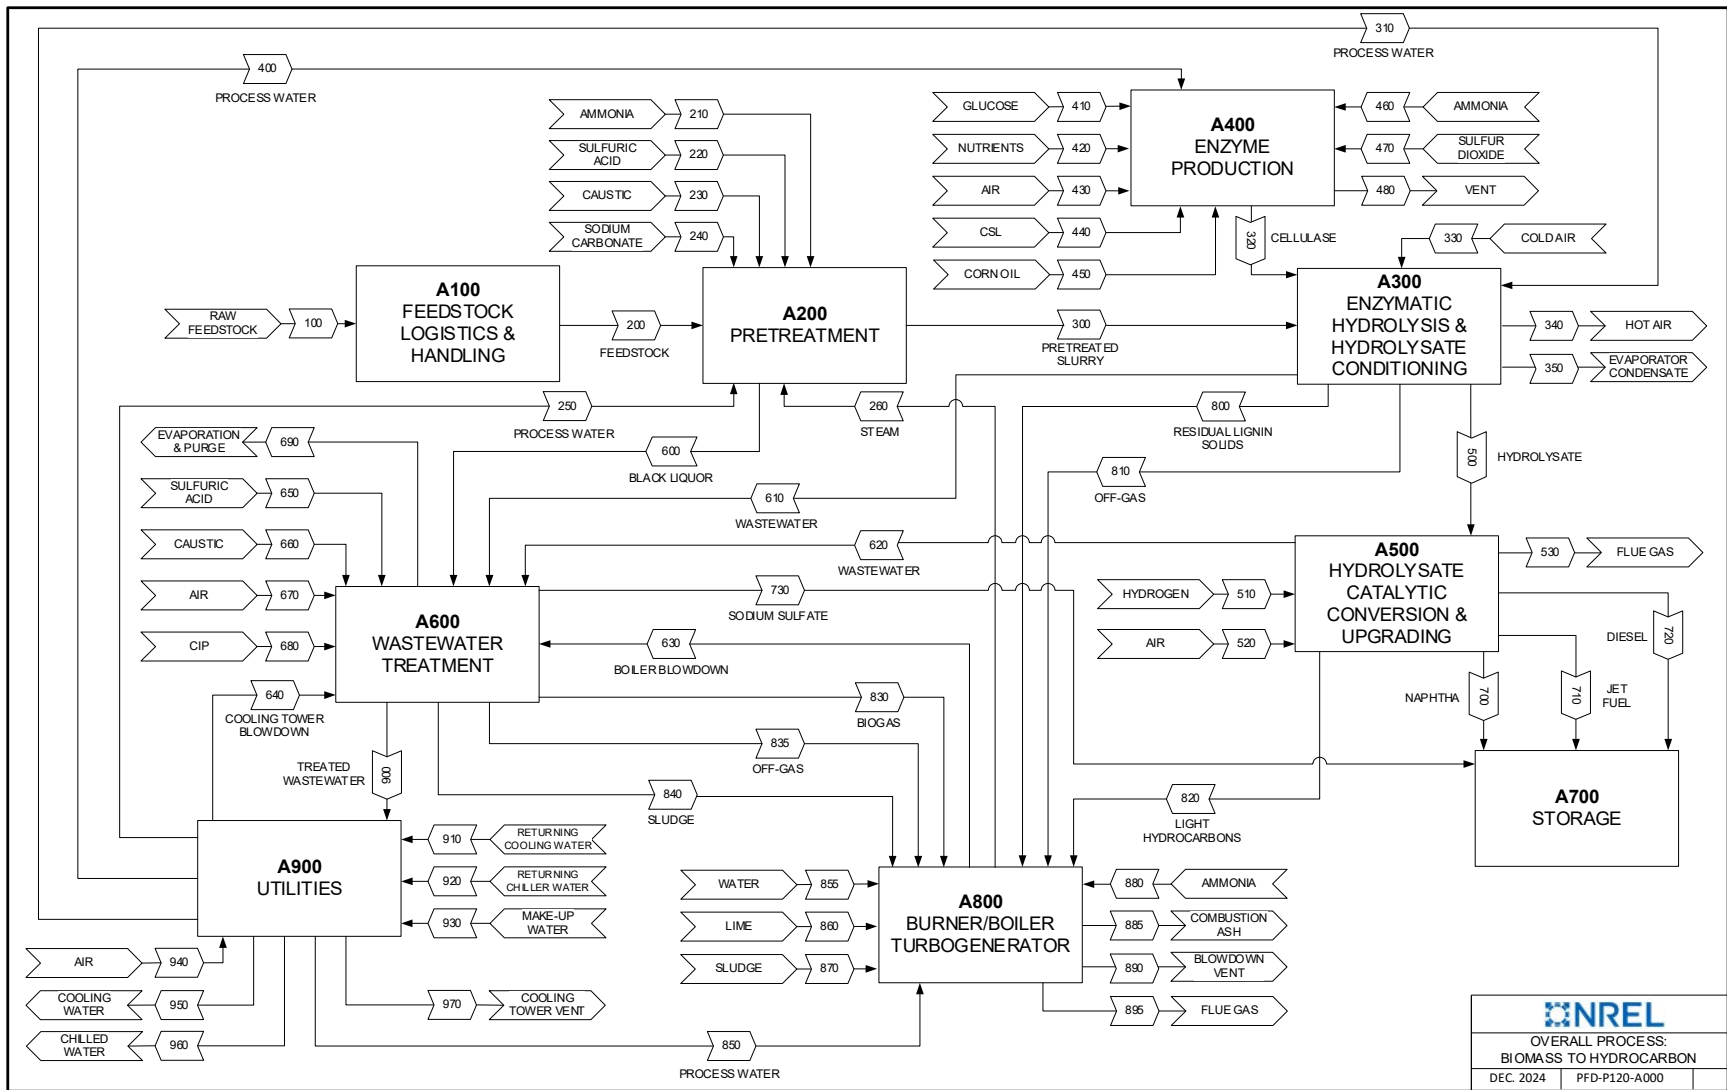 310
PROCESS WATER
400
PROCESS WATER
AMMONIA
210
SULFURIC
ACID
220
CAUSTIC
230
SODIUM
CARBONATE
240
GLUCOSE
410
NUTRIENTS
420
AIR
430
CSL
440
CORN OIL
450
A400
ENZYME
PRODUCTION
460
AMMONIA
470
SULFUR
DIOXIDE
480
VENT
320
CELLULASE
330
COLD AIR
RAW
FEEDSTOCK
100
A100
FEEDSTOCK
LOGISTICS &
HANDLING
200
FEEDSTOCK
A200
PRETREATMENT
300
PRETREATED
SLURRY
A300
ENZYMATIC
HYDROLYSIS &
HYDROLYSATE
CONDITIONING
340
HOT AIR
350
EVAPORATOR
CONDENSATE
250
PROCESS WATER
260
STEAM
800
RESIDUAL LIGNIN
SOLIDS
EVAPORATION
& PURGE
690
600
BLACK LIQUOR
810
OFF-GAS
500
HYDROLYSATE
SULFURIC
ACID
650
610
WASTEWATER
CAUSTIC
660
620
WASTEWATER
A500
HYDROLYSATE
CATALYTIC
CONVERSION &
UPGRADING
530
FLUE GAS
AIR
670
CIP
680
A600
WASTEWATER
TREATMENT
730
SODIUM SULFATE
HYDROGEN
510
AIR
520
DIESEL
720
630
BOILER BLOWDOWN
640
COOLING TOWER
BLOWDOWN
830
BIOGAS
NAPHTHA
700
710
JET
FUEL
835
OFF-GAS
TREATED
WASTEWATER
900
840
SLUDGE
820
LIGHT
HYDROCARBONS
A700
STORAGE
A900
UTILITIES
910
RETURNING
COOLING WATER
920
RETURNING
CHILLER WATER
930
MAKE-UP
WATER
WATER
855
LIME
860
SLUDGE
870
A800
BURNER/BOILER
TURBOGENERATOR
880
AMMONIA
885
COMBUSTION
ASH
890
BLOWDOWN
VENT
895
FLUE GAS
AIR
940
COOLING
WATER
950
CHILLED
WATER
960
970
COOLING
TOWER VENT
850
PROCESS WATER
NREL
OVERALL PROCESS:
BIOMASS TO HYDROCARBON
DEC. 2024 PFD-P120-A000